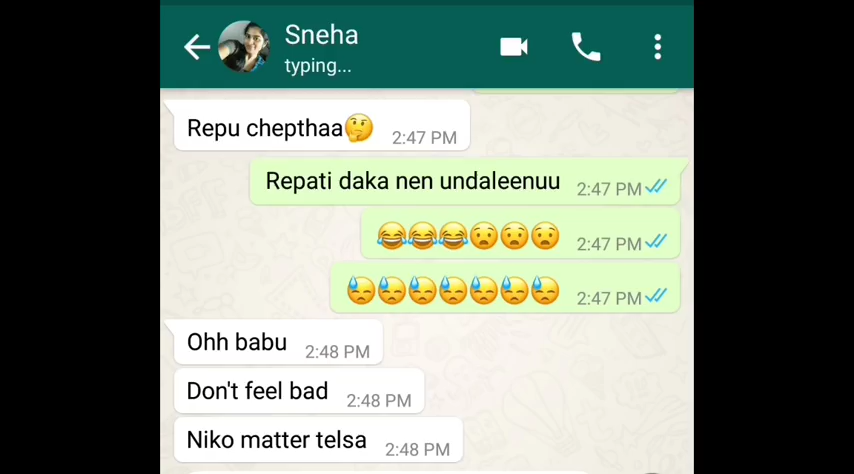 Sneha
typing...
Repu chepthaa🤔 2:47 PM
Repati daka nen undaleenuu 2:47 PM
😂😂😂😧😧😧 2:47 PM
😓😓😓😓😓😓😓 2:47 PM
Ohh babu 2:48 PM
Don't feel bad 2:48 PM
Niko matter telsa 2:48 PM